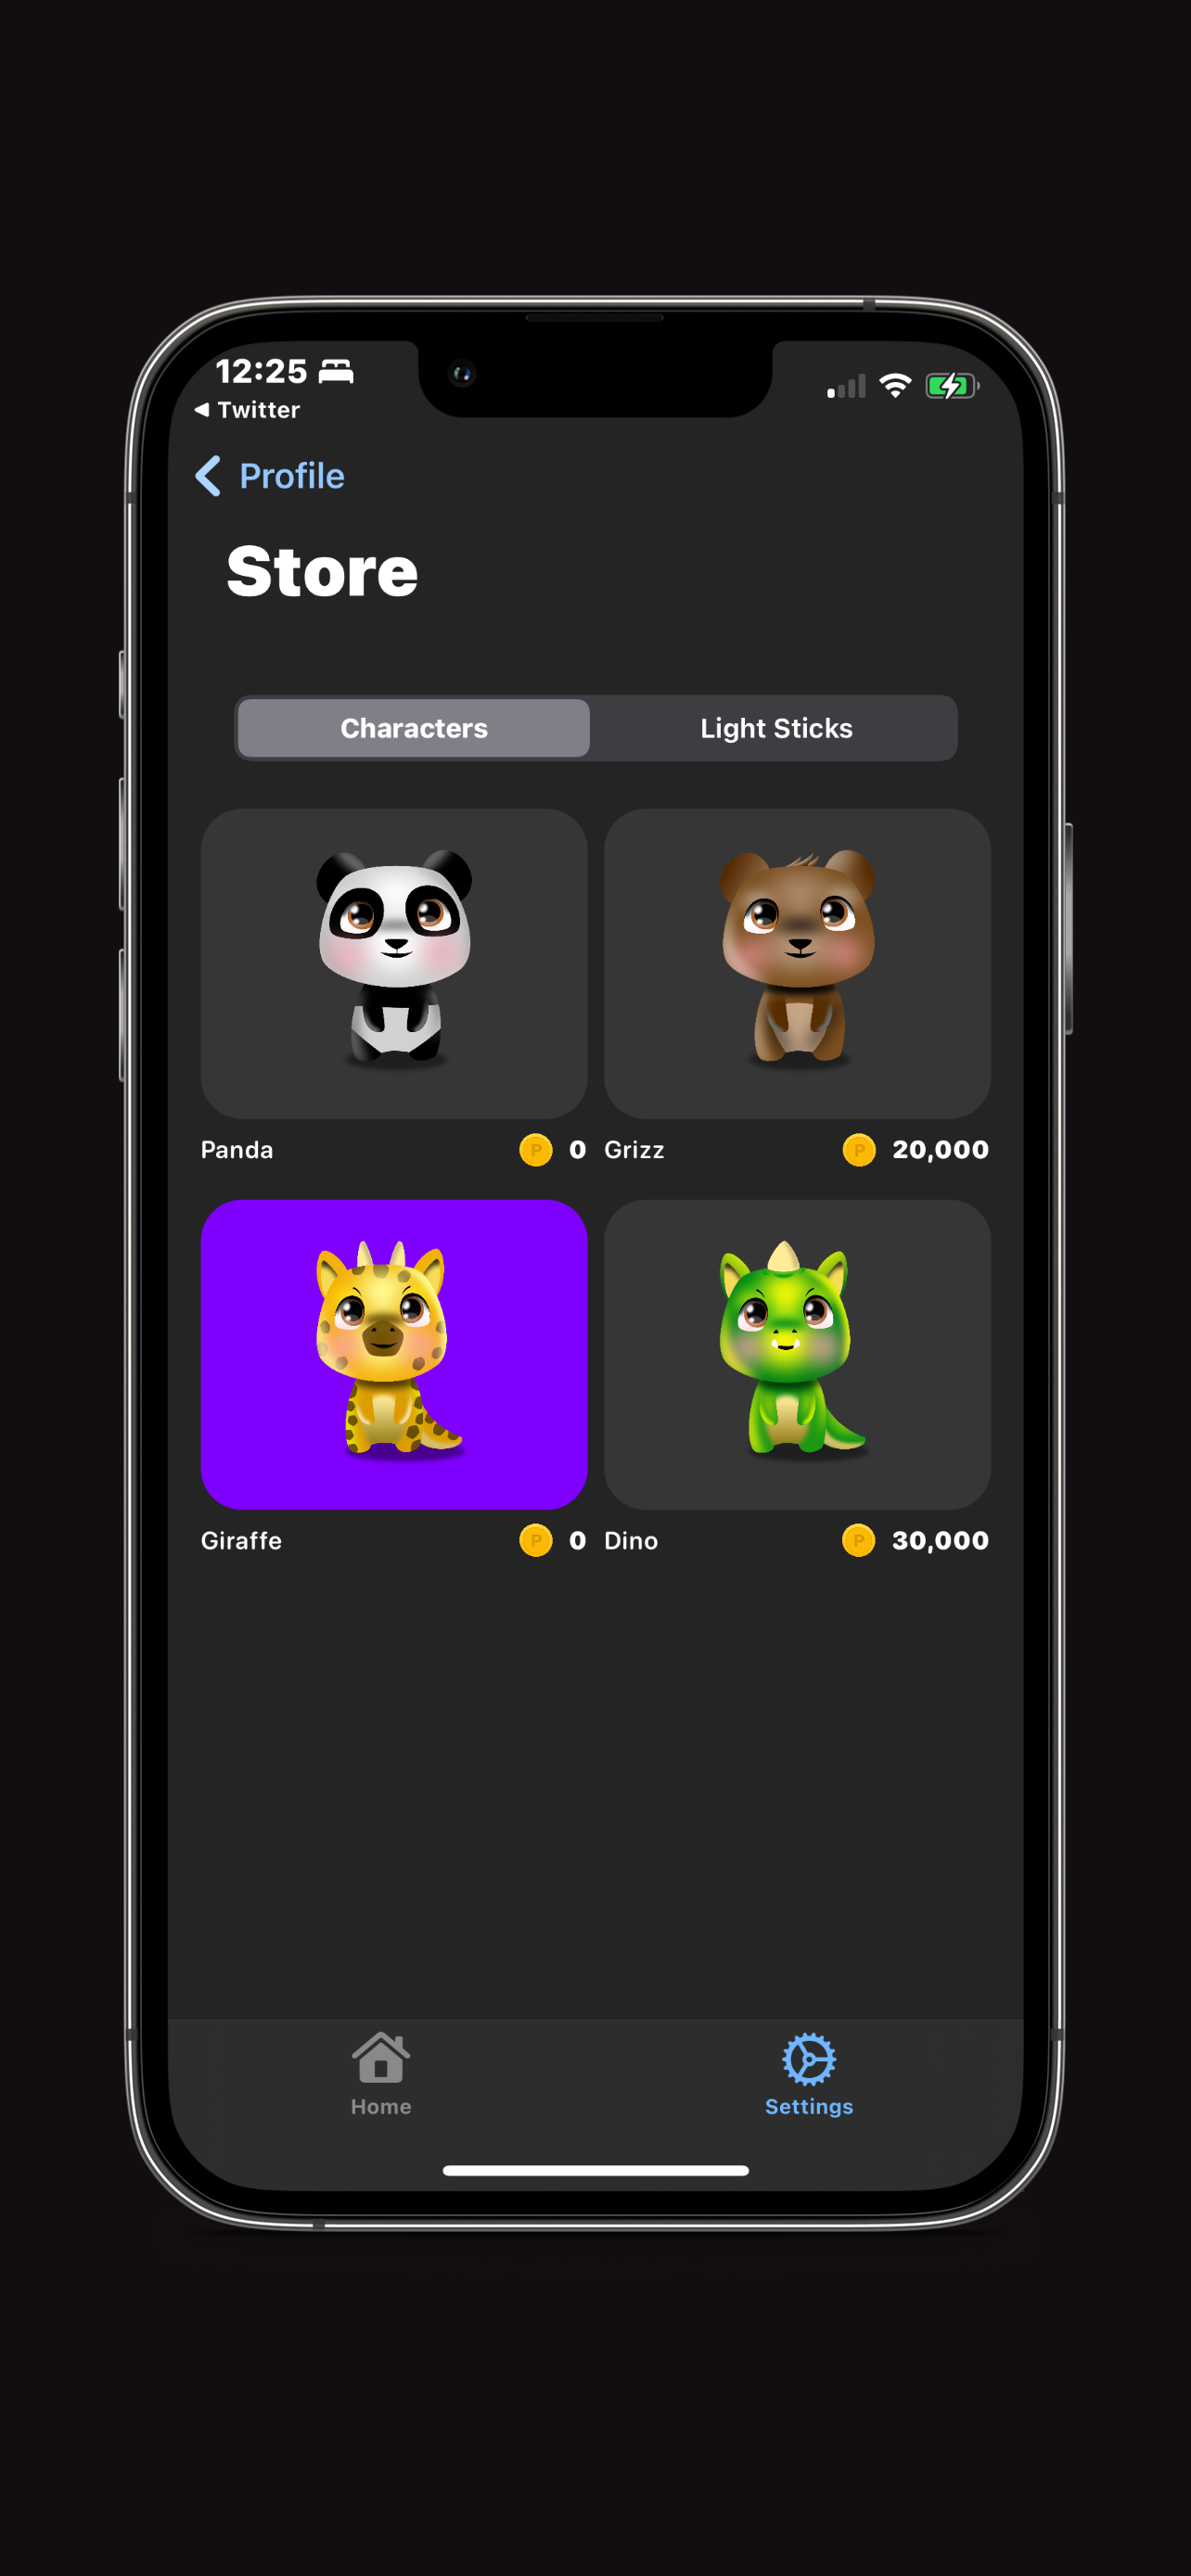 12:25
◂ Twitter
Profile
Store
Characters Light Sticks
Panda P 0 Grizz P 20,000
Giraffe P 0 Dino P 30,000
Home Settings